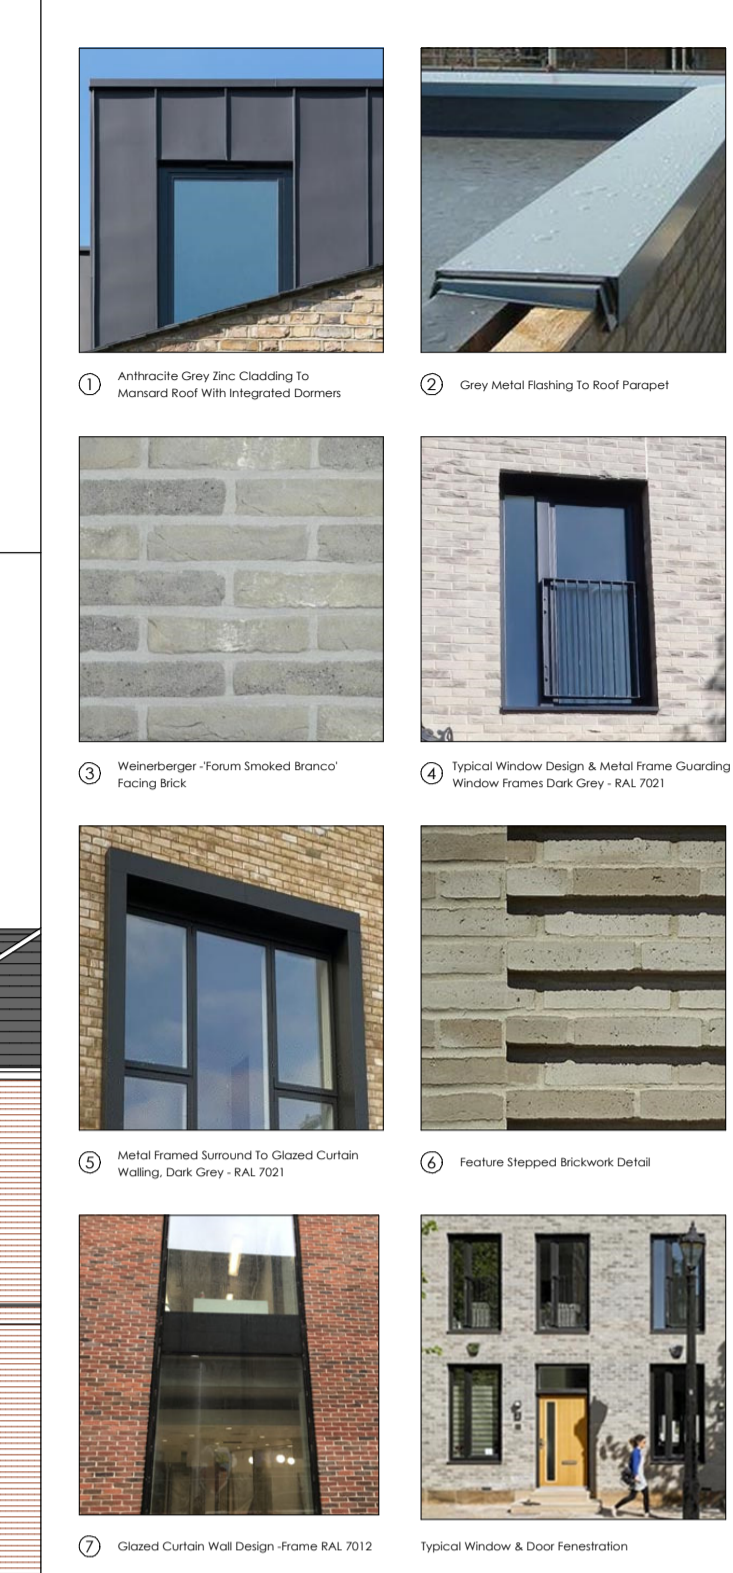 1 Anthracite Grey Zinc Cladding To
Mansard Roof With Integrated Dormers
2 Grey Metal Flashing To Roof Parapet
3 Weinerberger -'Forum Smoked Branco'
Facing Brick
4 Typical Window Design & Metal Frame Guarding
Window Frames Dark Grey - RAL 7021
5 Metal Framed Surround To Glazed Curtain
Walling, Dark Grey - RAL 7021
6 Feature Stepped Brickwork Detail
7 Glazed Curtain Wall Design -Frame RAL 7012
Typical Window & Door Fenestration